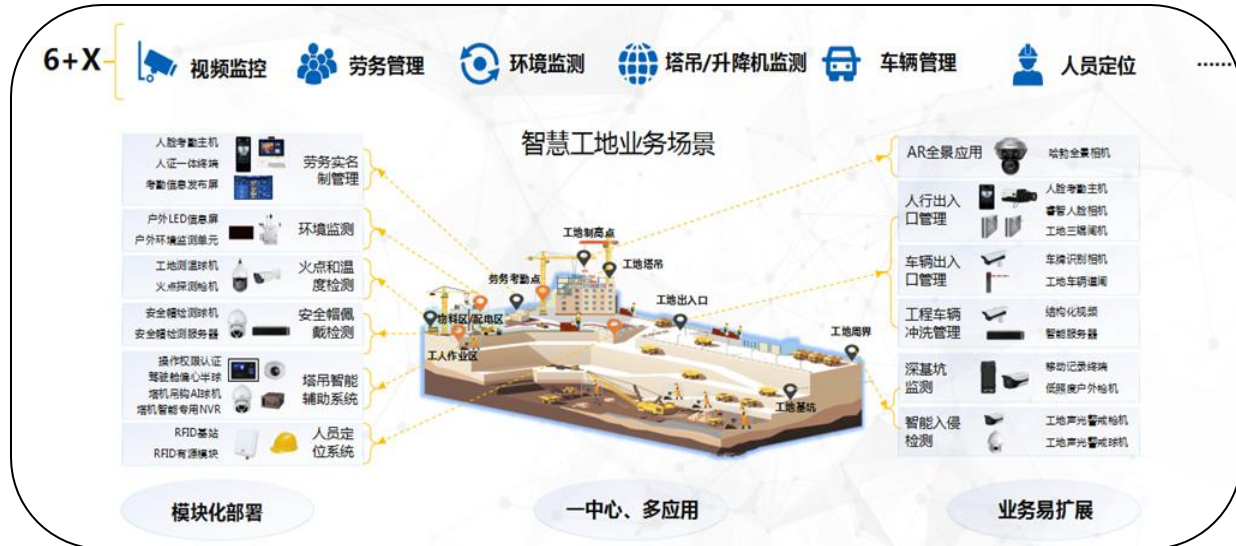 6+X
视频监控
劳务管理
环境监测
塔吊/升降机监测
车辆管理
人员定位
......
智慧工地业务场景
人脸考勤主机
人证一体终端
考勤信息发布屏
劳务实名
制管理
户外LED信息屏
户外环境监测单元
环境监测
工地测温球机
火点探测枪机
火点和温
度检测
安全帽检测球机
安全帽检测服务器
安全帽佩
戴检测
操作权限认证
驾驶舱偏心半球
塔机吊钩AI球机
塔机智能专用NVR
塔吊智能
辅助系统
RFID基站
RFID有源模块
人员定
位系统
工地制高点
工地塔吊
劳务考勤点
物料区/配电区
工人作业区
工地出入口
工地周界
工地基坑
AR全景应用
哈勃全景相机
人行出入
口管理
人脸考勤主机
睿智人脸相机
工地三辊闸机
车辆出入
口管理
车牌识别相机
工地车辆道闸
工程车辆
冲洗管理
结构化视频
智能服务器
深基坑
监测
移动记录终端
低照度户外枪机
智能入侵
检测
工地声光警戒枪机
工地声光警戒球机
模块化部署
一中心、多应用
业务易扩展